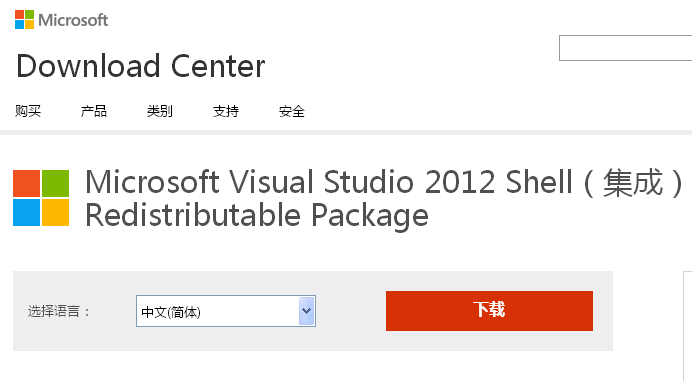 Microsoft
Download Center
购买 产品 类别 支持 安全
Microsoft Visual Studio 2012 Shell ( 集成 )
Redistributable Package
选择语言： 中文(简体) 下载